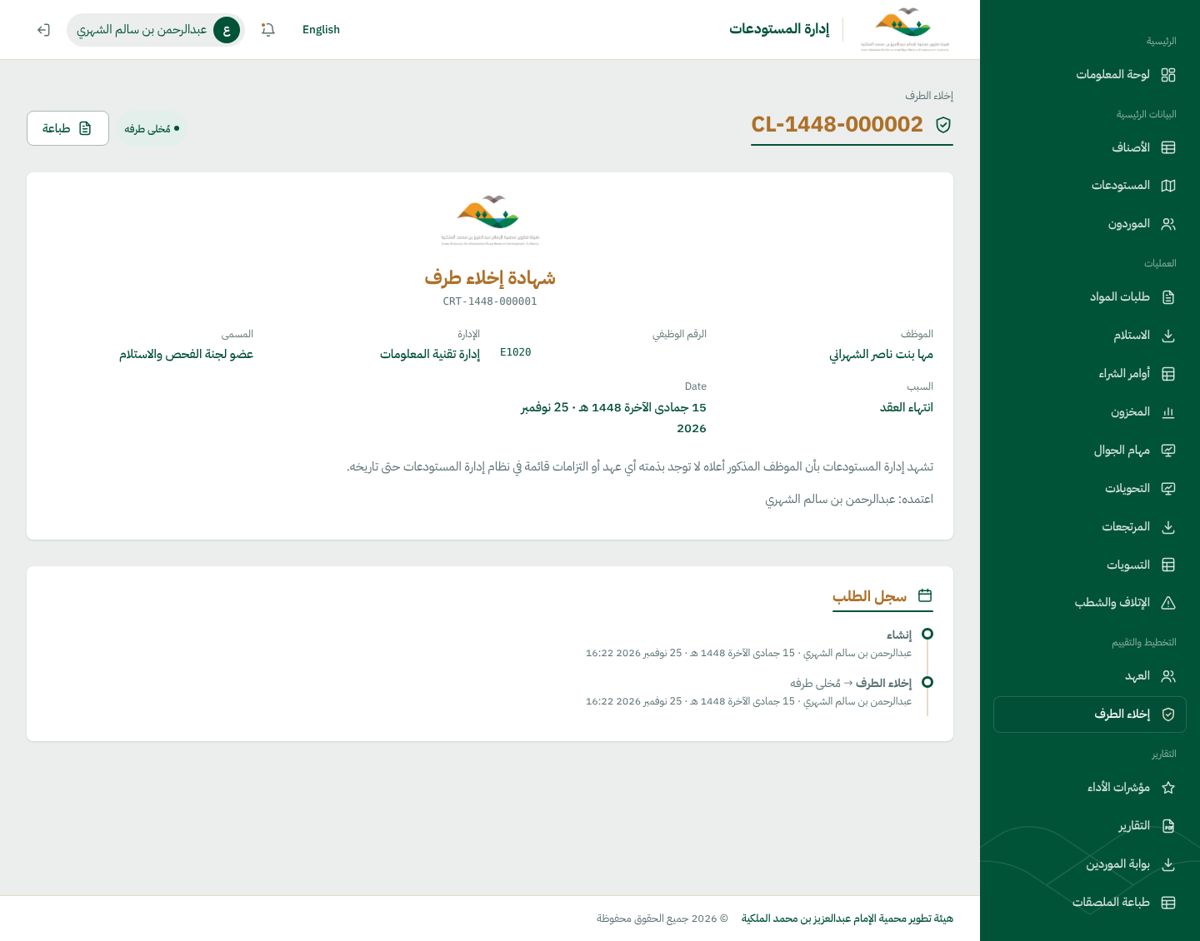 الرئيسية
لوحة المعلومات
البيانات الرئيسية
الأصناف
المستودعات
الموردون
العمليات
طلبات المواد
الاستلام
أوامر الشراء
المخزون
مهام الجوال
التحويلات
المرتجعات
التسويات
الإتلاف والشطب
التخطيط والتقييم
العهد
إخلاء الطرف
التقارير
مؤشرات الأداء
التقارير
بوابة الموردين
طباعة الملصقات
إدارة المستودعات
English
عبدالرحمن بن سالم الشهري
ع
إخلاء الطرف
CL-1448-000002
مُخلى طرفه
طباعة
هيئة تطوير محمية الإمام عبدالعزيز بن محمد الملكية
شهادة إخلاء طرف
CRT-1448-000001
الموظف
مها بنت ناصر الشهراني
الرقم الوظيفي
E1020
الإدارة
إدارة تقنية المعلومات
المسمى
عضو لجنة الفحص والاستلام
السبب
انتهاء العقد
Date
15 جمادى الآخرة 1448 هـ · 25 نوفمبر
2026
تشهد إدارة المستودعات بأن الموظف المذكور أعلاه لا توجد بذمته أي عهد أو التزامات قائمة في نظام إدارة المستودعات حتى تاريخه.
اعتمده: عبدالرحمن بن سالم الشهري
سجل الطلب
إنشاء
عبدالرحمن بن سالم الشهري · 15 جمادى الآخرة 1448 هـ · 25 نوفمبر 2026 16:22
إخلاء الطرف → مُخلى طرفه
عبدالرحمن بن سالم الشهري · 15 جمادى الآخرة 1448 هـ · 25 نوفمبر 2026 16:22
هيئة تطوير محمية الإمام عبدالعزيز بن محمد الملكية
© 2026 جميع الحقوق محفوظة